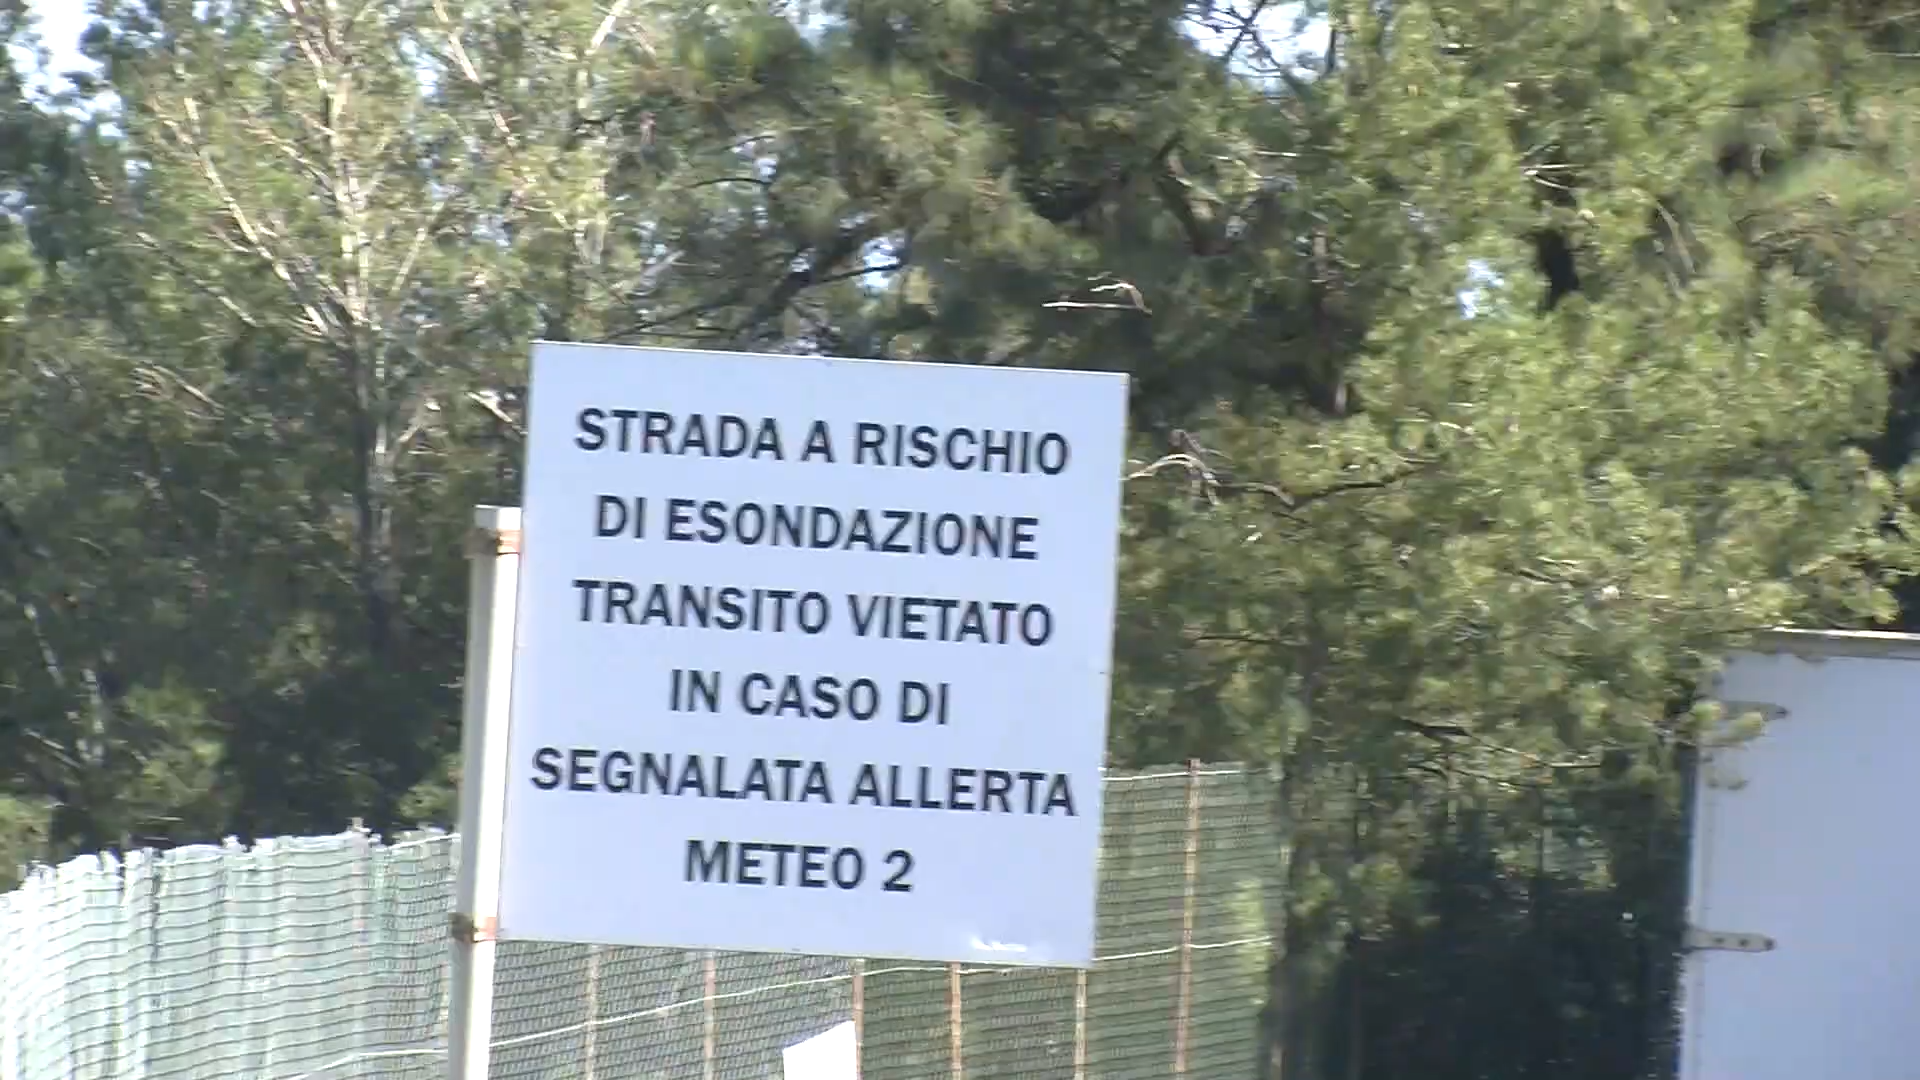 STRADA A RISCHIO
DI ESONDAZIONE
TRANSITO VIETATO
IN CASO DI
SEGNALATA ALLERTA
METEO 2